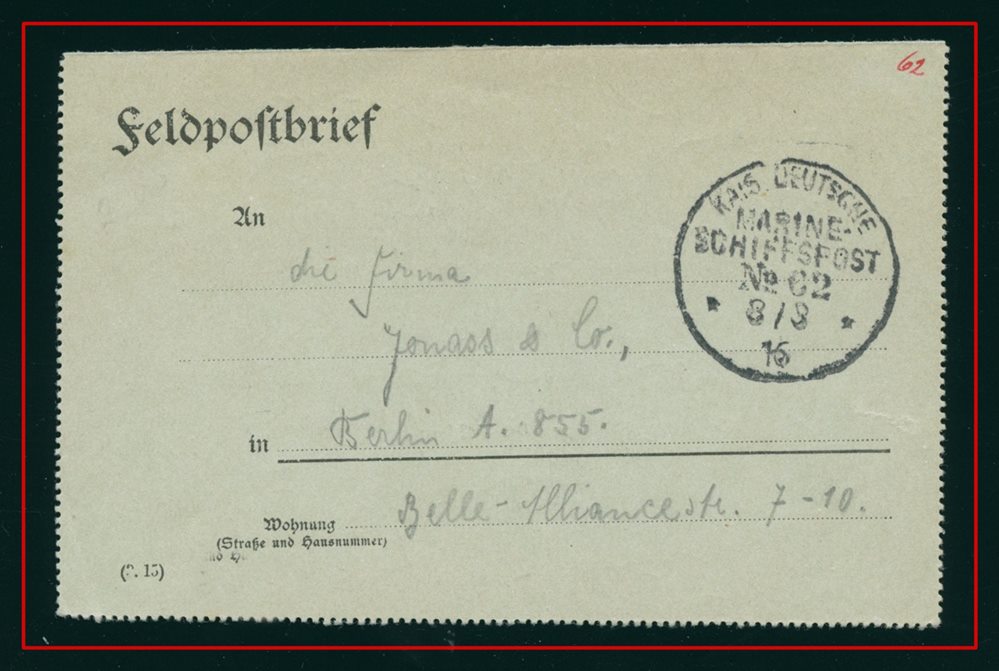 62
Feldpostbrief
KAIS. DEUTSCHE
MARINE-
SCHIFFSPOST
No 62
8/3
16
An
die Firma
Jonass & Co.,
in Berlin A. 855.
Belle-Alliancestr. 7-10.
Wohnung
(Straße und Hausnummer)
15)